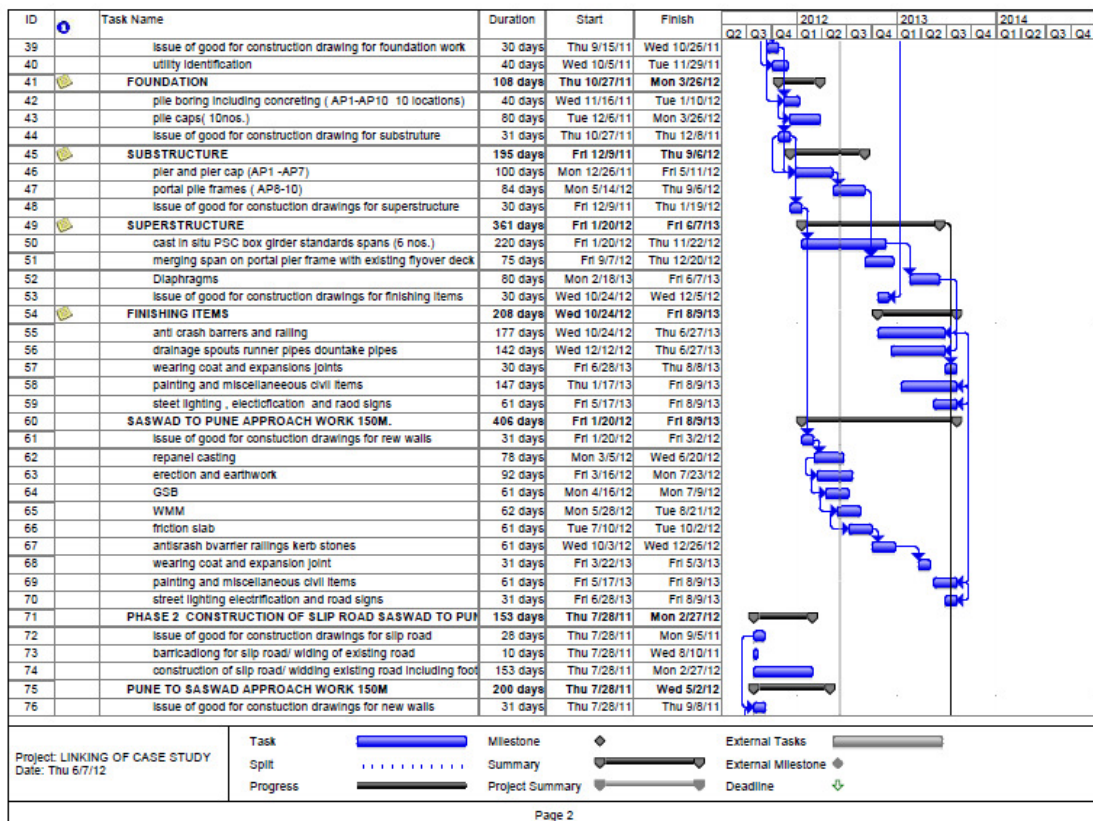 ID Task Name Duration Start Finish 2012 2013 2014
Q2 Q3 Q4 Q1 Q2 Q3 Q4 Q1 Q2 Q3 Q4 Q1 Q2
39 Issue of good for construction drawing for foundation work 30 days Thu 9/15/11 Wed 10/26/11
40 utility identification 40 days Wed 10/5/11 Tue 11/29/11
41 FOUNDATION 108 days Thu 10/27/11 Mon 3/26/12
42 pile boring including concreting ( AP1-AP10 10 locations) 40 days Wed 11/16/11 Tue 1/10/12
43 pile caps( 10nos.) 80 days Tue 12/6/11 Mon 3/26/12
44 Issue of good for construction drawing for substruture 31 days Thu 10/27/11 Thu 12/8/11
45 SUBSTRUCTURE 195 days Fri 12/9/11 Thu 9/6/12
46 pier and pier cap (AP1 -AP7) 100 days Mon 12/26/11 Fri 5/11/12
47 portal pile frames ( AP8-10) 84 days Mon 5/14/12 Thu 9/6/12
48 Issue of good for constuction drawings for superstructure 30 days Fri 12/9/11 Thu 1/19/12
49 SUPERSTRUCTURE 361 days Fri 1/20/12 Fri 6/7/13
50 cast in situ PSC box girder standards spans (6 nos.) 220 days Fri 1/20/12 Thu 11/22/12
51 merging span on portal pier frame with existing flyover deck 75 days Fri 9/7/12 Thu 12/20/12
52 Diaphragms 80 days Mon 2/18/13 Fri 6/7/13
53 Issue of good for construction drawings for finishing items 30 days Wed 10/24/12 Wed 12/5/12
54 FINISHING ITEMS 208 days Wed 10/24/12 Fri 8/9/13
55 anti crash barrers and railing 177 days Wed 10/24/12 Thu 6/27/13
56 drainage spouts runner pipes dountake pipes 142 days Wed 12/12/12 Thu 6/27/13
57 wearing coat and expansions joints 30 days Fri 6/28/13 Thu 8/8/13
58 painting and miscellaneeous civil items 147 days Thu 1/17/13 Fri 8/9/13
59 steet lighting , electicfication and raod signs 61 days Fri 5/17/13 Fri 8/9/13
60 SASWAD TO PUNE APPROACH WORK 150M. 406 days Fri 1/20/12 Fri 8/9/13
61 Issue of good for constuction drawings for rew walls 31 days Fri 1/20/12 Fri 3/2/12
62 repanel casting 78 days Mon 3/5/12 Wed 6/20/12
63 erection and earthwork 92 days Fri 3/16/12 Mon 7/23/12
64 GSB 61 days Mon 4/16/12 Mon 7/9/12
65 WMM 62 days Mon 5/28/12 Tue 8/21/12
66 friction slab 61 days Tue 7/10/12 Tue 10/2/12
67 antisrash bvarrier railings kerb stones 61 days Wed 10/3/12 Wed 12/26/12
68 wearing coat and expansion joint 31 days Fri 3/22/13 Fri 5/3/13
69 painting and miscellaneous civil items 61 days Fri 5/17/13 Fri 8/9/13
70 street lighting electrification and road signs 31 days Fri 6/28/13 Fri 8/9/13
71 PHASE 2 CONSTRUCTION OF SLIP ROAD SASWAD TO PUN 153 days Thu 7/28/11 Mon 2/27/12
72 Issue of good for construction drawings for slip road 28 days Thu 7/28/11 Mon 9/5/11
73 barricadiong for slip road/ widing of existing road 10 days Thu 7/28/11 Wed 8/10/11
74 construction of slip road/ widding existing road including foot 153 days Thu 7/28/11 Mon 2/27/12
75 PUNE TO SASWAD APPROACH WORK 150M 200 days Thu 7/28/11 Wed 5/2/12
76 Issue of good for constuction drawings for new walls 31 days Thu 7/28/11 Thu 9/8/11
Project: LINKING OF CASE STUDY
Date: Thu 6/7/12
Task Milestone External Tasks
Split Summary External Milestone
Progress Project Summary Deadline
Page 2